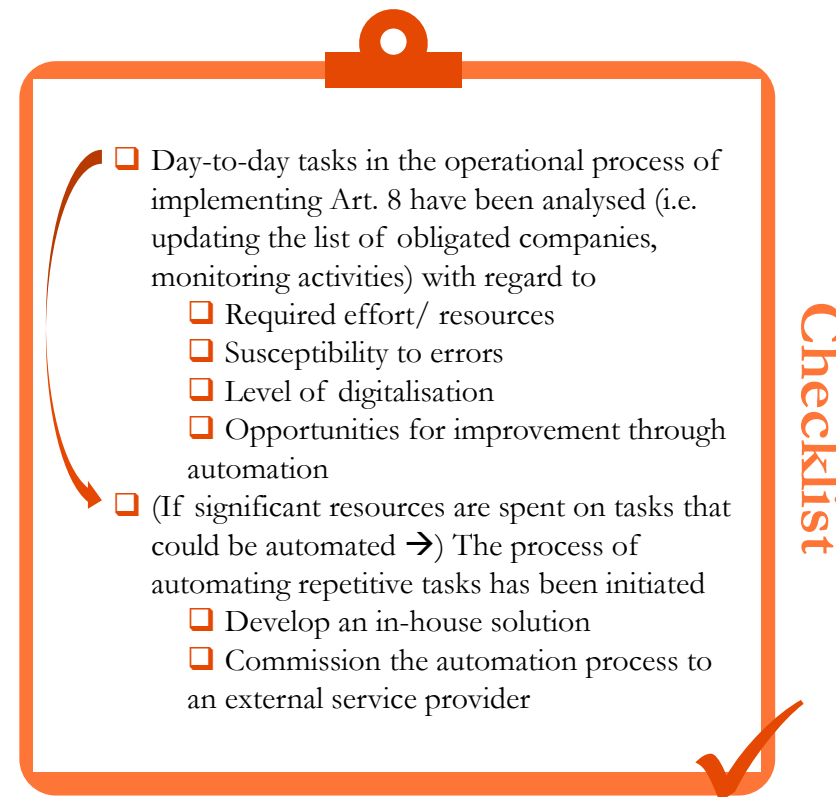 ❑ Day-to-day tasks in the operational process of
implementing Art. 8 have been analysed (i.e.
updating the list of obligated companies,
monitoring activities) with regard to
❑ Required effort/ resources
❑ Susceptibility to errors
❑ Level of digitalisation
❑ Opportunities for improvement through
automation
❑ (If significant resources are spent on tasks that
could be automated →) The process of
automating repetitive tasks has been initiated
❑ Develop an in-house solution
❑ Commission the automation process to
an external service provider
Checklist